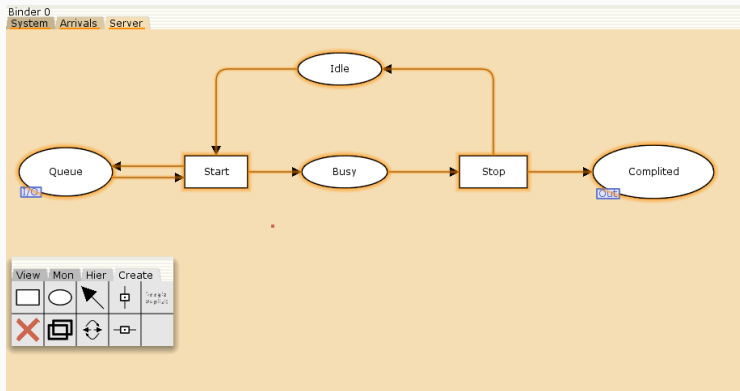 Binder 0
System Arrivals Server
Idle
Queue Start Busy Stop Complited
I/O Out
View Mon Hier Create